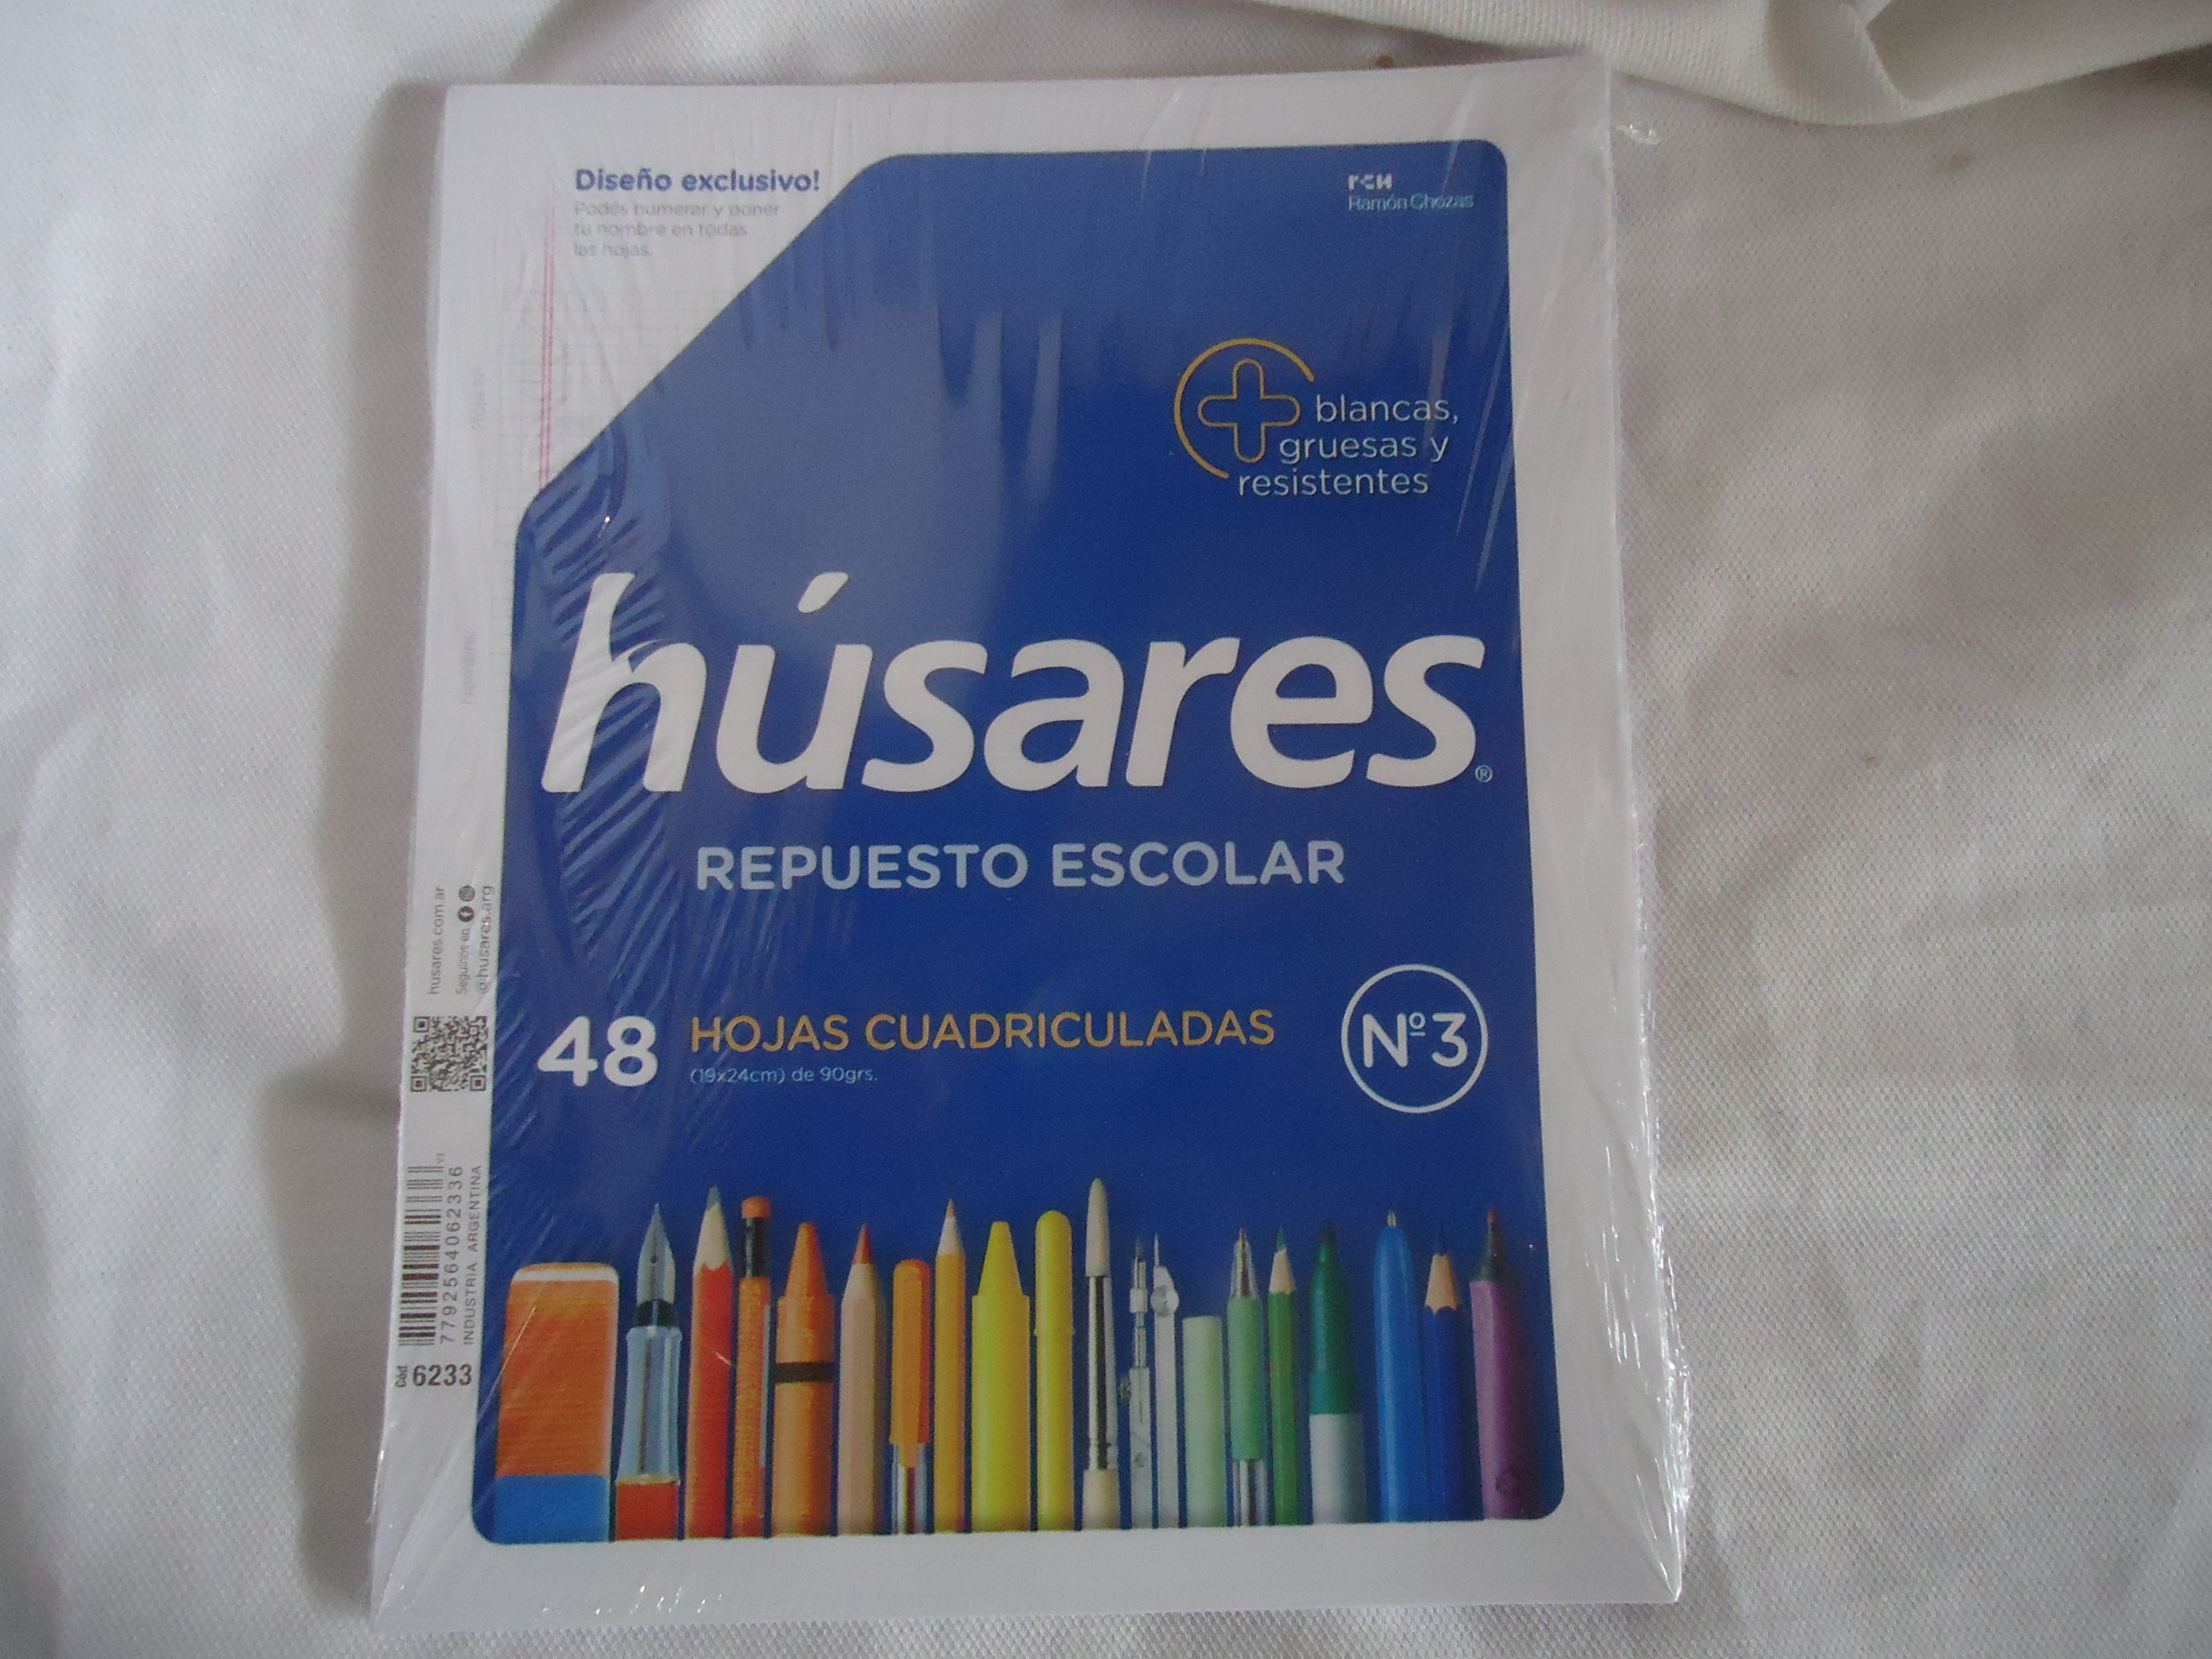 Diseño exclusivo!
Podés numerar y poner
tu nombre en todas
las hojas.
rCH
Ramón Chozas
+ blancas,
gruesas y
resistentes
húsares®
REPUESTO ESCOLAR
48 HOJAS CUADRICULADAS
(19x24cm) de 90grs.
Nº3
husares.com.ar
Seguinos en
@husares.arg
V3
7792564062336
INDUSTRIA ARGENTINA
Cód 6233